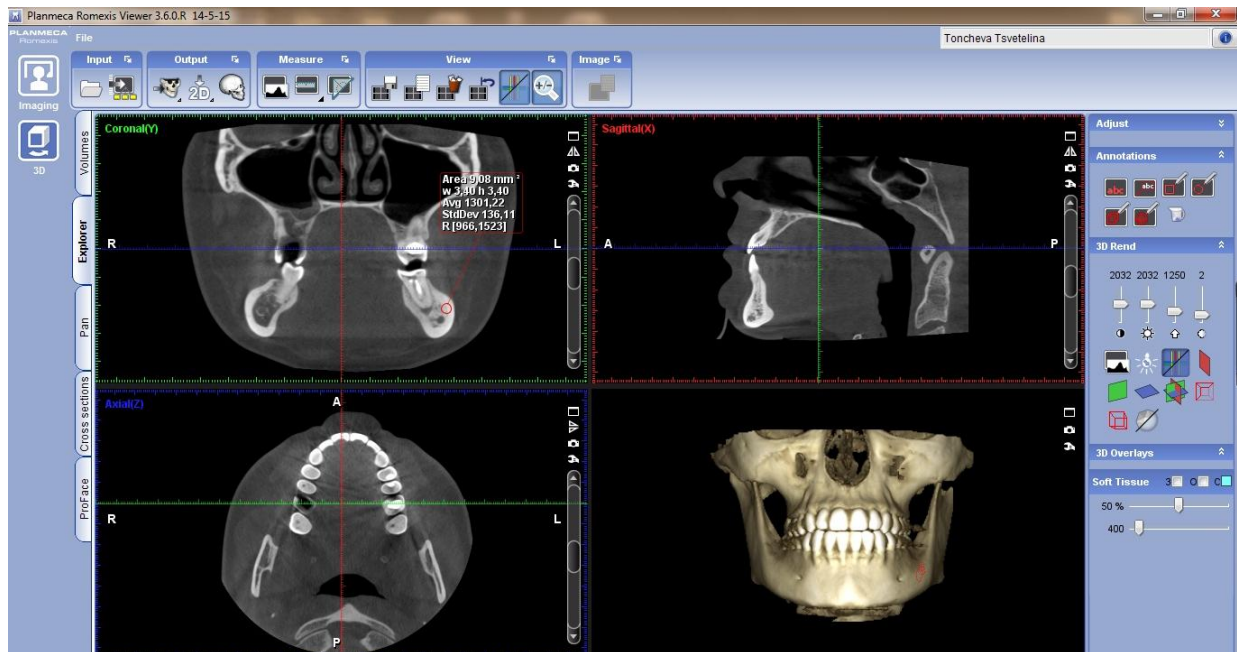 Planmeca Romexis Viewer 3.6.0.R 14-5-15
PLANMECA
Romexis
File
Toncheva Tsvetelina
Input
Output
Measure
View
Image
2D
Imaging
3D
Volumes
Explorer
Pan
Cross sections
ProFace
Coronal(Y)
Area 9,08 mm ²
w 3,40 h 3,40
Avg 1301,22
StdDev 136,11
R [966,1523]
R
L
Sagittal(X)
A
P
Axial(Z)
A
R
L
P
Adjust
Annotations
abc
abc
3D Rend
2032 2032 1250 2
3D Overlays
Soft Tissue 3 O C
50 %
400